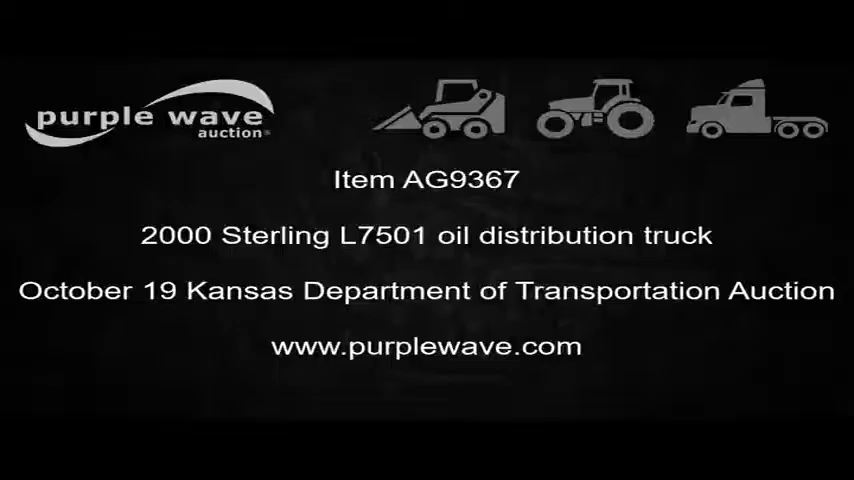 purple wave
auction®
Item AG9367
2000 Sterling L7501 oil distribution truck
October 19 Kansas Department of Transportation Auction
www.purplewave.com